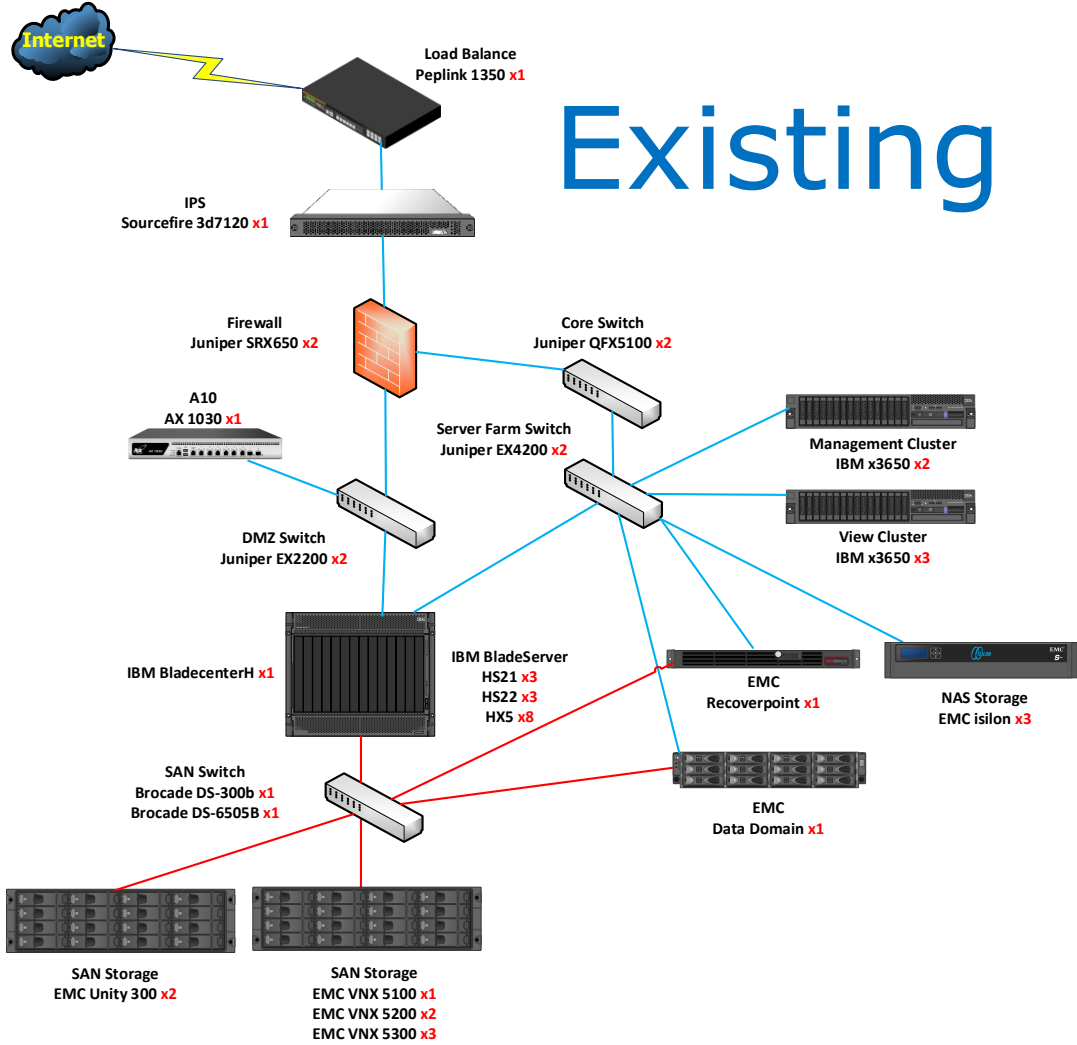 Internet
Load Balance
Peplink 1350 x1
Existing
IPS
Sourcefire 3d7120 x1
Firewall
Juniper SRX650 x2
Core Switch
Juniper QFX5100 x2
A10
AX 1030 x1
Server Farm Switch
Juniper EX4200 x2
Management Cluster
IBM x3650 x2
DMZ Switch
Juniper EX2200 x2
View Cluster
IBM x3650 x3
IBM BladecenterH x1
IBM BladeServer
HS21 x3
HS22 x3
HX5 x8
EMC
Recoverpoint x1
EMC
NAS Storage
EMC isilon x3
SAN Switch
Brocade DS-300b x1
Brocade DS-6505B x1
EMC
Data Domain x1
SAN Storage
EMC Unity 300 x2
SAN Storage
EMC VNX 5100 x1
EMC VNX 5200 x2
EMC VNX 5300 x3